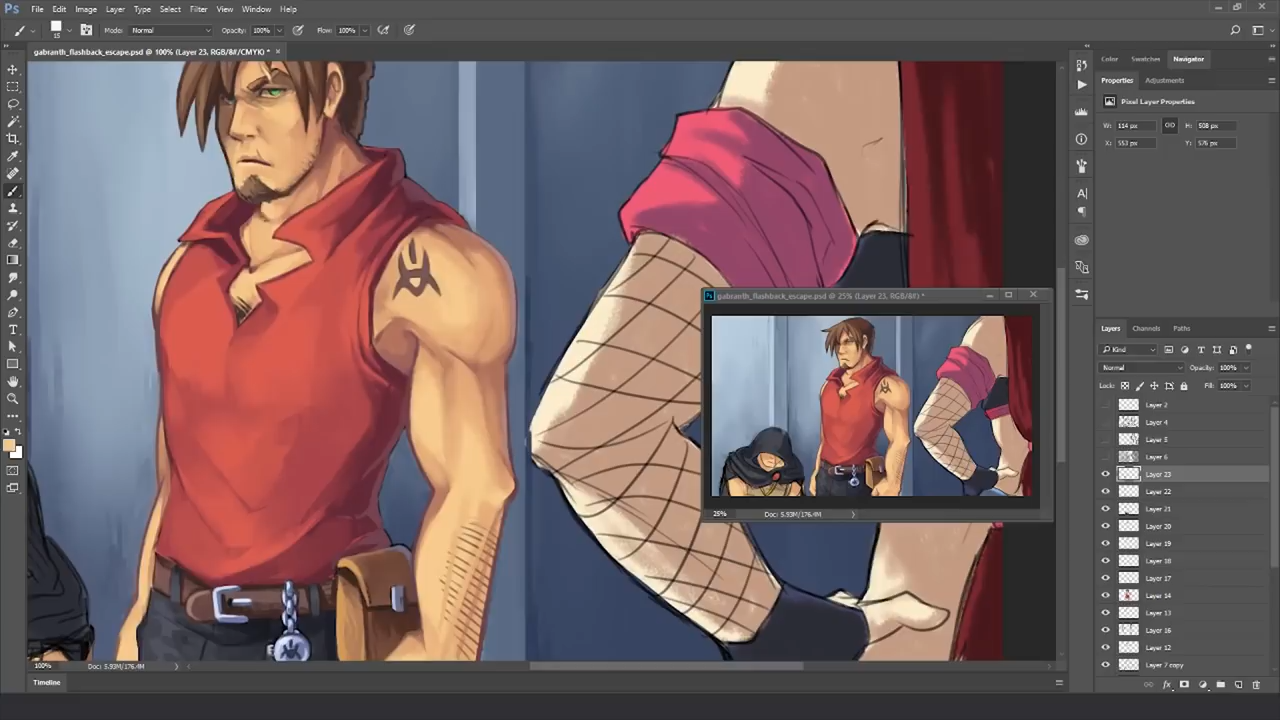 Ps File Edit Image Layer Type Select Filter View Window Help
15 Mode: Normal Opacity: 100% Flow: 100%
gabranth_flashback_escape.psd @ 100% (Layer 23, RGB/8#/CMYK) * ×
Color Swatches Navigator
Properties Adjustments
Pixel Layer Properties
W: 114 px H: 508 px
X: 553 px Y: 576 px
gabranth_flashback_escape.psd @ 25% (Layer 23, RGB/8#) *
25% Doc: 5.93M/176.4M
Layers Channels Paths
Kind
Normal Opacity: 100%
Lock: Fill: 100%
Layer 2
Layer 4
Layer 5
Layer 6
Layer 23
Layer 22
Layer 21
Layer 20
Layer 19
Layer 18
Layer 17
Layer 14
Layer 13
Layer 16
Layer 12
Layer 7 copy
100% Doc: 5.93M/176.4M
Timeline